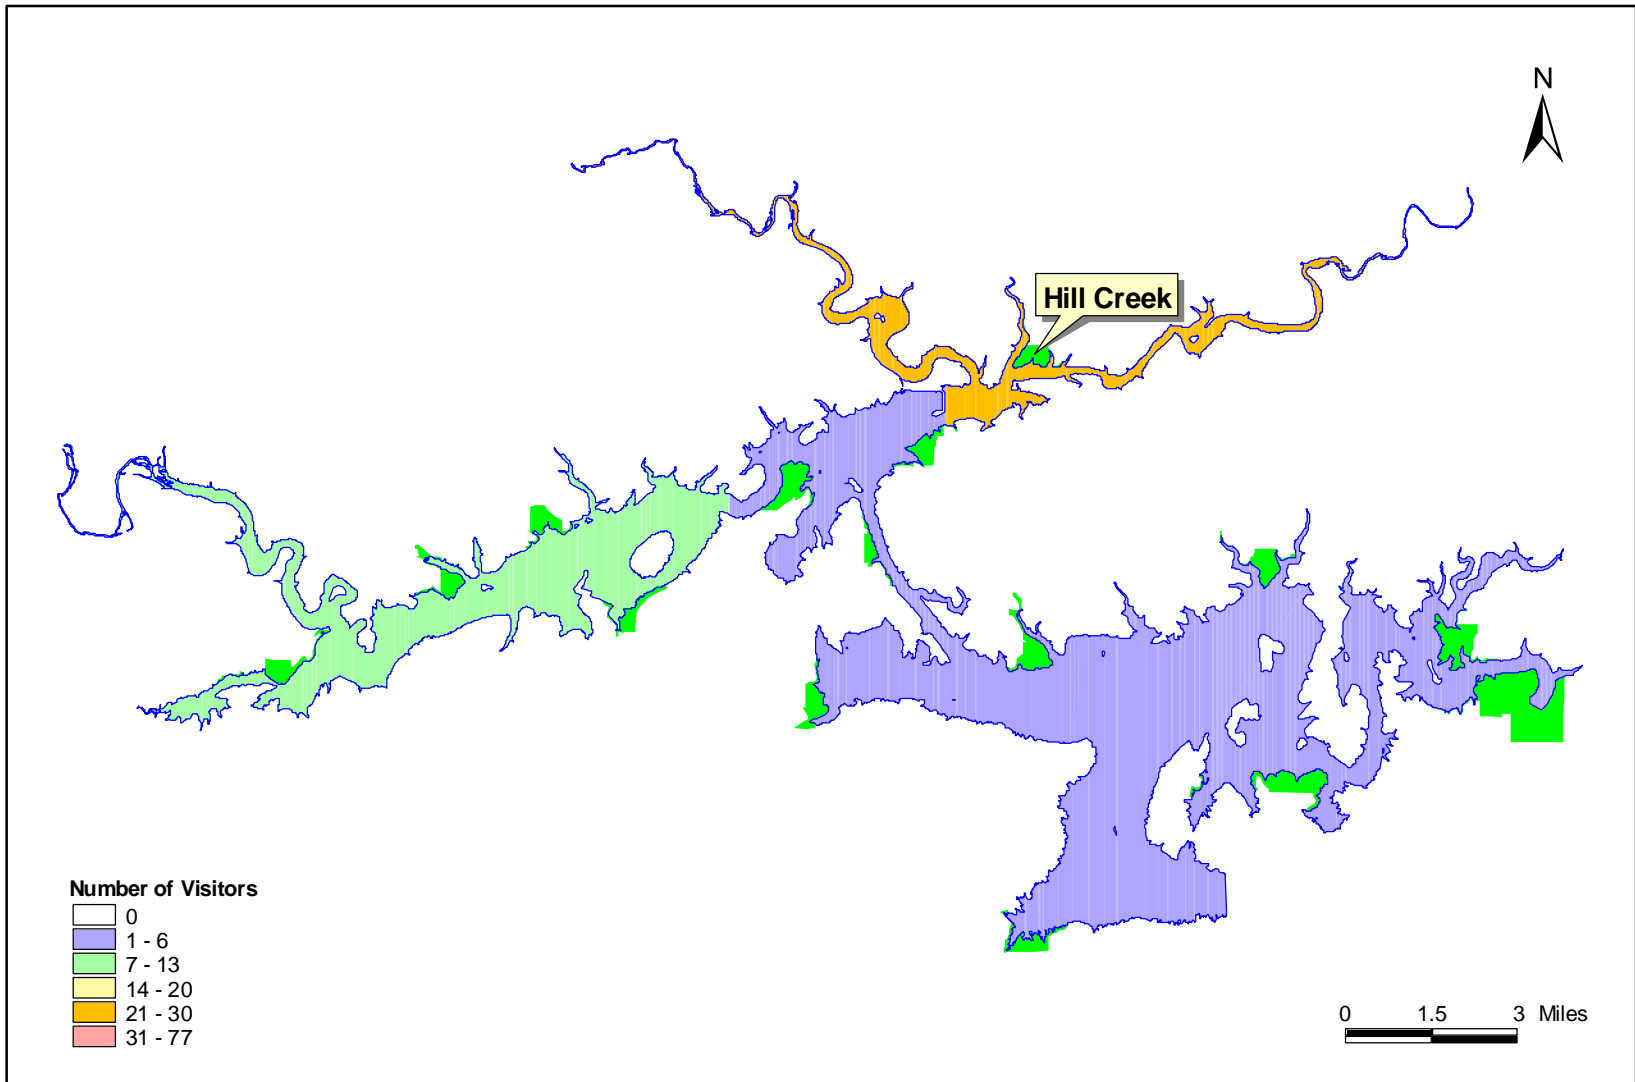 N
Hill Creek
Number of Visitors
0
1 - 6
7 - 13
14 - 20
21 - 30
31 - 77
0 1.5 3 Miles